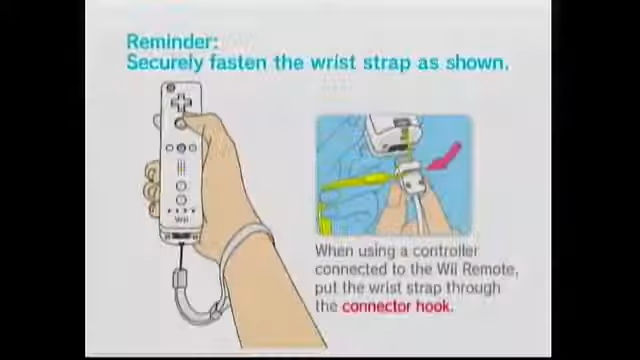 Reminder:
Securely fasten the wrist strap as shown.
Wii
When using a controller
connected to the Wii Remote,
put the wrist strap through
the connector hook.